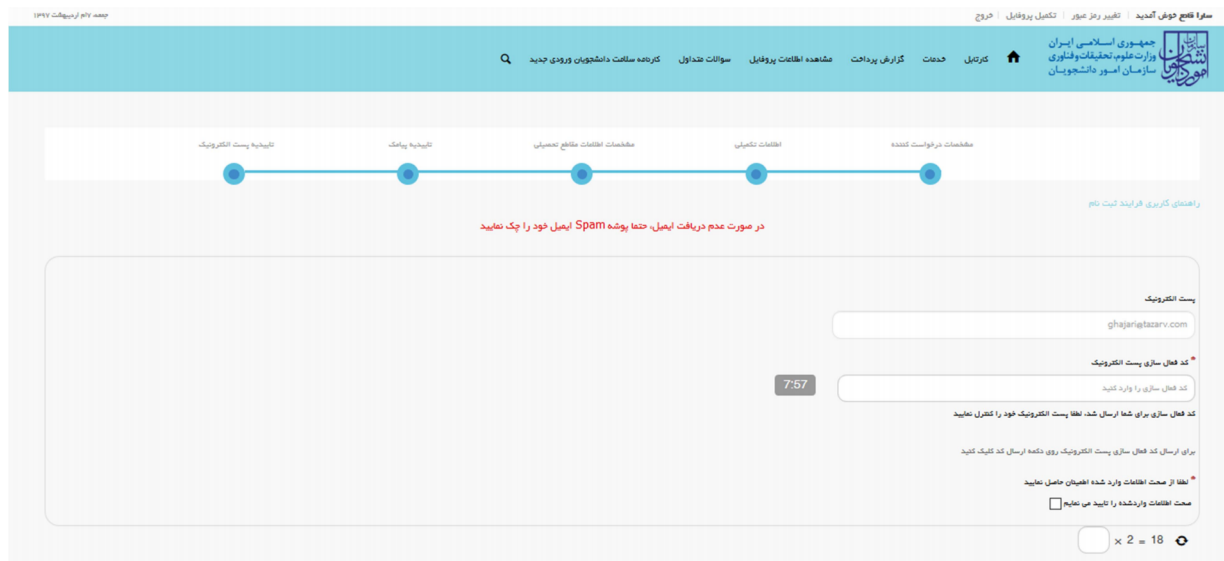 سارا قامع خوش آمدید | تغییر رمز عبور | تکمیل پروفایل | خروج
جمعه ۷ام اردیبهشت ۱۳۹۷
سازمان امور دانشجویان
جمهوری اسلامی ایران
وزارت علوم، تحقیقات و فناوری
سازمان امور دانشجویان
کارتابل خدمات گزارش پرداخت مشاهده اطلاعات پروفایل سوالات متداول کارنامه سلامت دانشجویان ورودی جدید
مشخصات درخواست کننده اطلاعات تکمیلی مشخصات اطلاعات مقاطع تحصیلی تاییدیه پیامک تاییدیه پست الکترونیک
راهنمای کاربری فرایند ثبت نام
در صورت عدم دریافت ایمیل، حتما پوشه Spam ایمیل خود را چک نمایید
پست الکترونیک
ghajari@tazarv.com
* کد فعال سازی پست الکترونیک
کد فعال سازی را وارد کنید
7:57
کد فعال سازی برای شما ارسال شد، لطفا پست الکترونیک خود را کنترل نمایید
برای ارسال کد فعال سازی پست الکترونیک روی دکمه ارسال کد کلیک کنید
* لطفا از صحت اطلاعات وارد شده اطمینان حاصل نمایید
صحت اطلاعات واردشده را تایید می نمایم
× 2 = 18